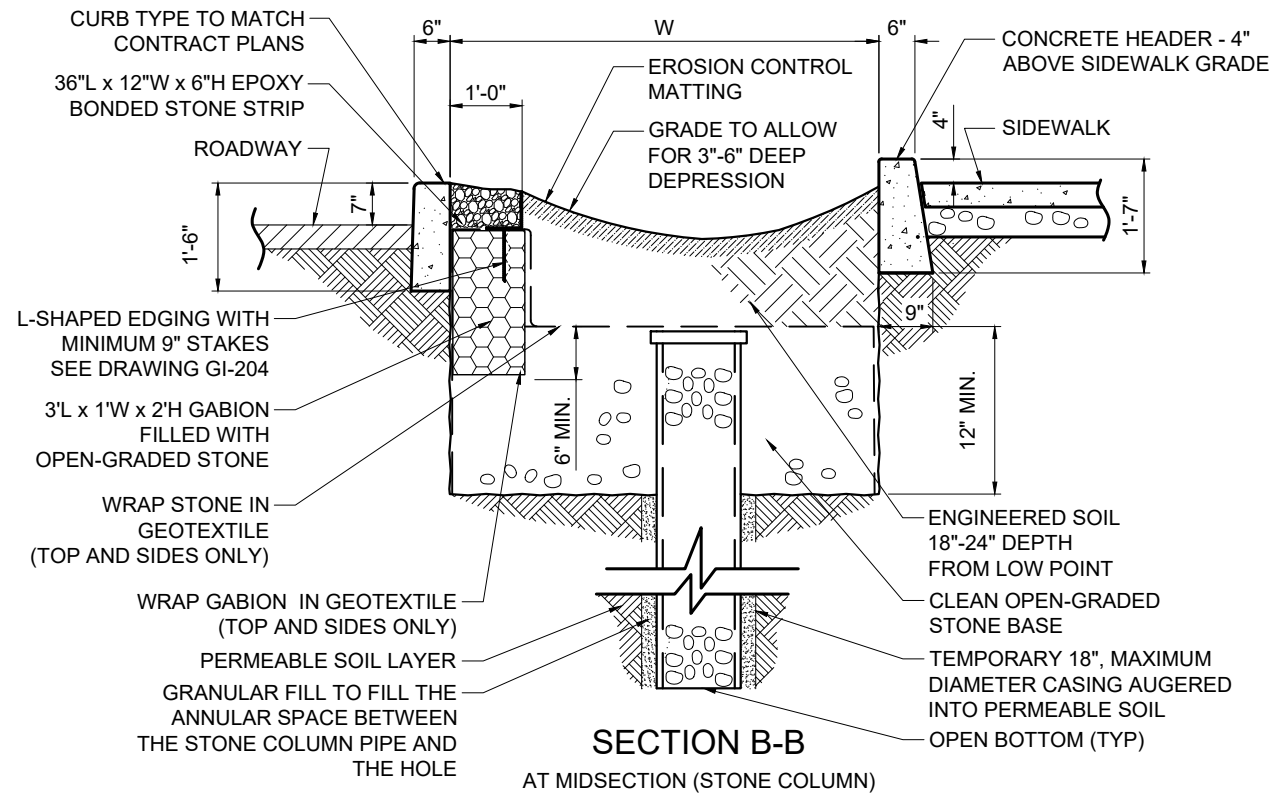 CURB TYPE TO MATCH
CONTRACT PLANS
36"L x 12"W x 6"H EPOXY
BONDED STONE STRIP
ROADWAY
1'-6"
7"
6"
1'-0"
W
6"
EROSION CONTROL
MATTING
GRADE TO ALLOW
FOR 3"-6" DEEP
DEPRESSION
CONCRETE HEADER - 4"
ABOVE SIDEWALK GRADE
4"
SIDEWALK
1'-7"
9"
12" MIN.
6" MIN.
L-SHAPED EDGING WITH
MINIMUM 9" STAKES
SEE DRAWING GI-204
3'L x 1'W x 2'H GABION
FILLED WITH
OPEN-GRADED STONE
WRAP STONE IN
GEOTEXTILE
(TOP AND SIDES ONLY)
WRAP GABION IN GEOTEXTILE
(TOP AND SIDES ONLY)
PERMEABLE SOIL LAYER
GRANULAR FILL TO FILL THE
ANNULAR SPACE BETWEEN
THE STONE COLUMN PIPE AND
THE HOLE
ENGINEERED SOIL
18"-24" DEPTH
FROM LOW POINT
CLEAN OPEN-GRADED
STONE BASE
TEMPORARY 18", MAXIMUM
DIAMETER CASING AUGERED
INTO PERMEABLE SOIL
OPEN BOTTOM (TYP)
SECTION B-B
AT MIDSECTION (STONE COLUMN)